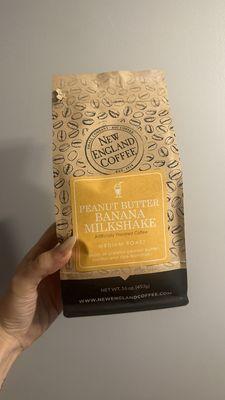 NEW
ENGLAND
COFFEE
PEANUT BUTTER
BANANA
MILKSHAKE
Artificially Flavored Coffee
MEDIUM ROAST
NET WT. 16 oz (453g)
WWW.NEWENGLANDCOFFEE.COM